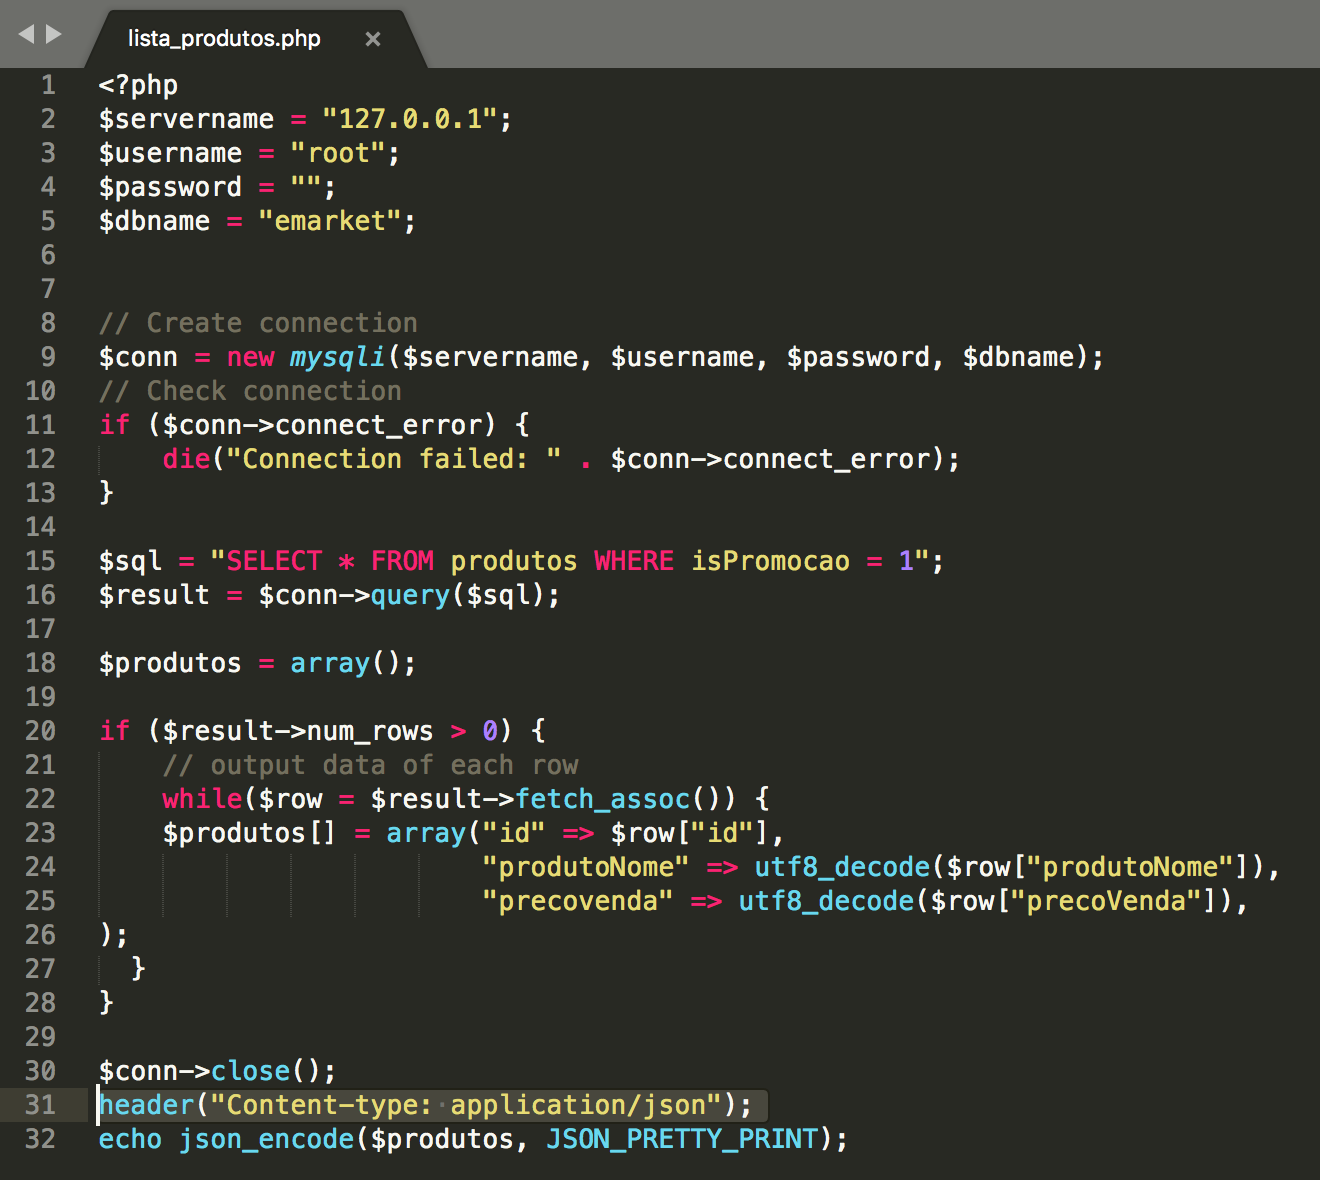 lista_produtos.php ×
1 <?php
2 $servername = "127.0.0.1";
3 $username = "root";
4 $password = "";
5 $dbname = "emarket";
6
7
8 // Create connection
9 $conn = new mysqli($servername, $username, $password, $dbname);
10 // Check connection
11 if ($conn->connect_error) {
12     die("Connection failed: " . $conn->connect_error);
13 }
14
15 $sql = "SELECT * FROM produtos WHERE isPromocao = 1";
16 $result = $conn->query($sql);
17
18 $produtos = array();
19
20 if ($result->num_rows > 0) {
21     // output data of each row
22     while($row = $result->fetch_assoc()) {
23     $produtos[] = array("id" => $row["id"],
24                         "produtoNome" => utf8_decode($row["produtoNome"]),
25                         "precovenda" => utf8_decode($row["precoVenda"]),
26 );
27   }
28 }
29
30 $conn->close();
31 header("Content-type: application/json");
32 echo json_encode($produtos, JSON_PRETTY_PRINT);